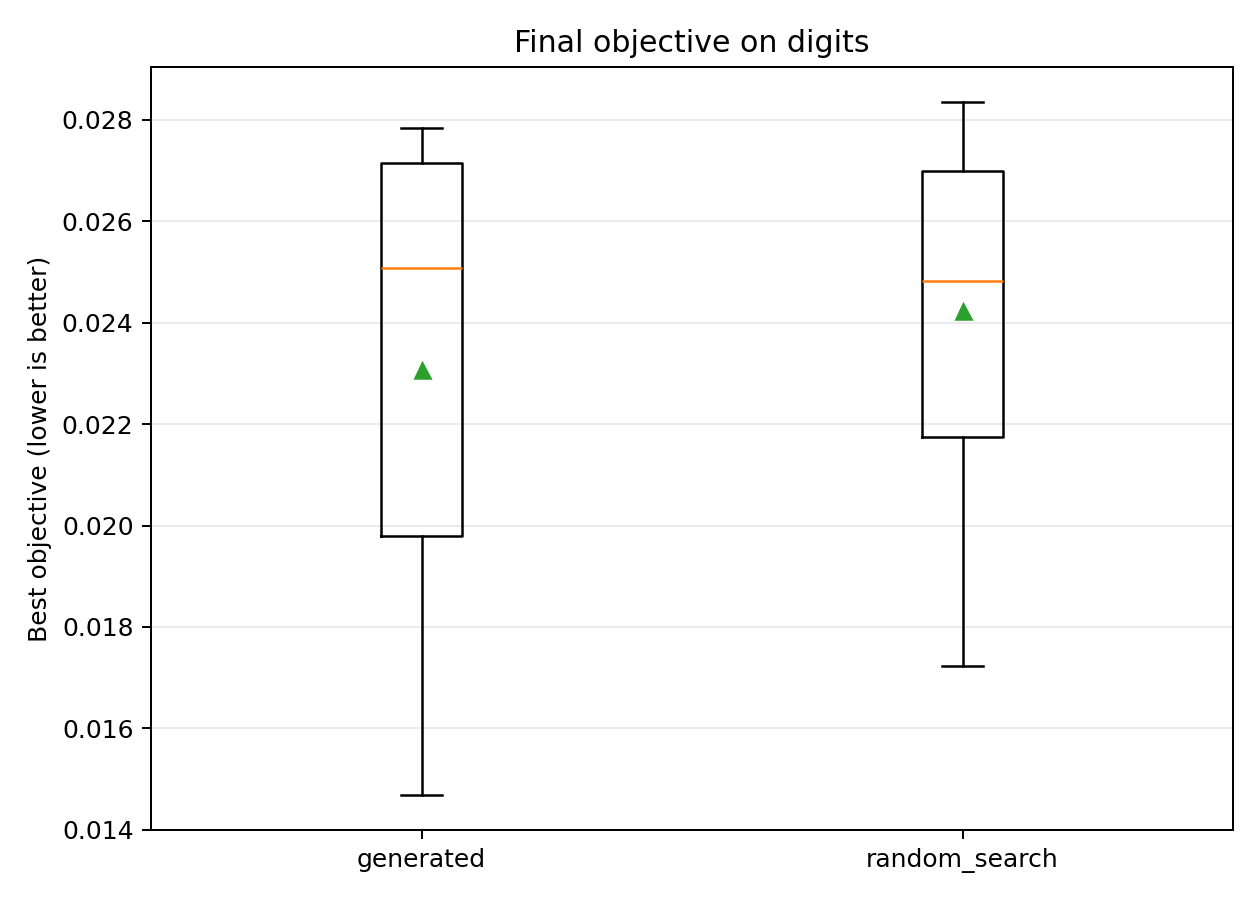 Final objective on digits
Best objective (lower is better)
0.028
0.026
0.024
0.022
0.020
0.018
0.016
0.014
generated
random_search